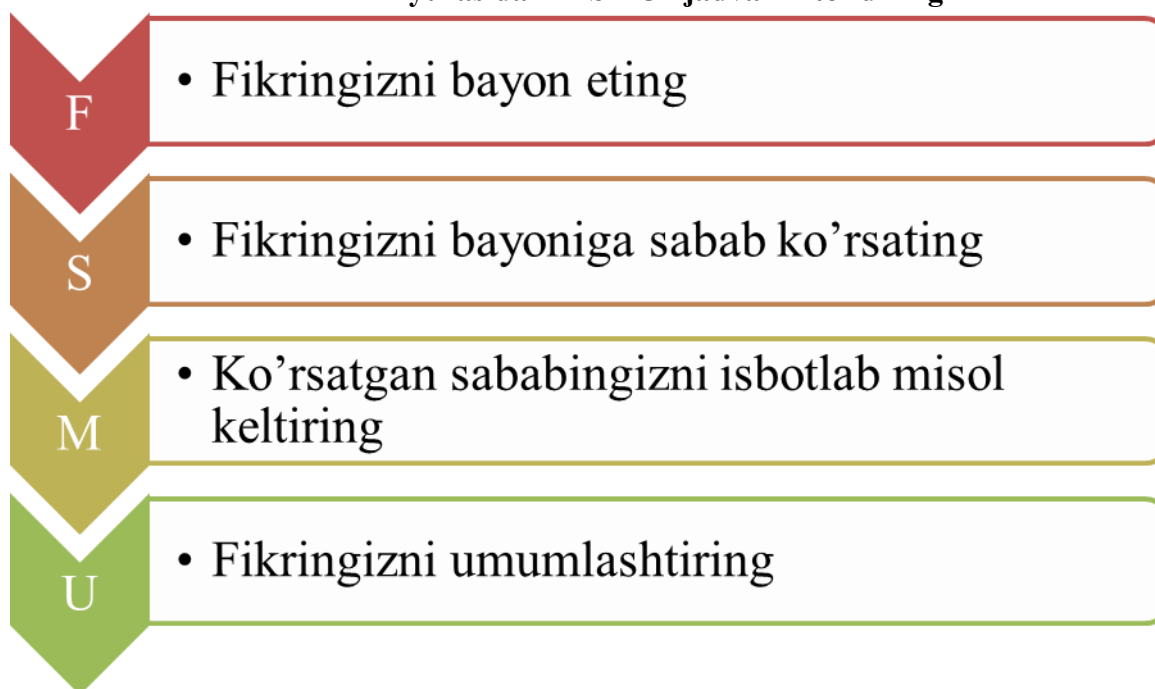 F
• Fikringizni bayon eting
S
• Fikringizni bayoniga sabab ko’rsating
M
• Ko’rsatgan sababingizni isbotlab misol
keltiring
U
• Fikringizni umumlashtiring